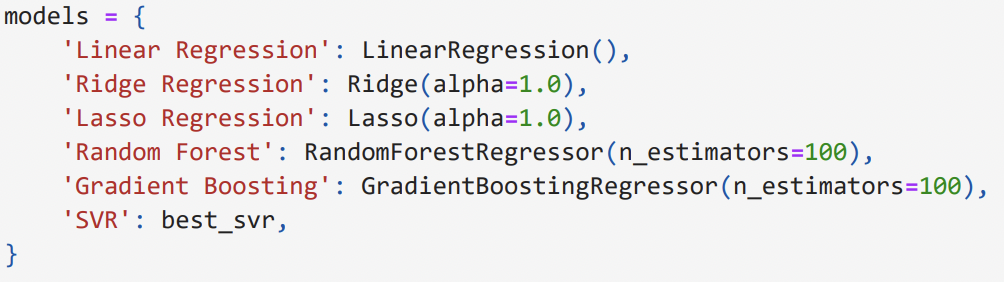 models = {
    'Linear Regression': LinearRegression(),
    'Ridge Regression': Ridge(alpha=1.0),
    'Lasso Regression': Lasso(alpha=1.0),
    'Random Forest': RandomForestRegressor(n_estimators=100),
    'Gradient Boosting': GradientBoostingRegressor(n_estimators=100),
    'SVR': best_svr,
}